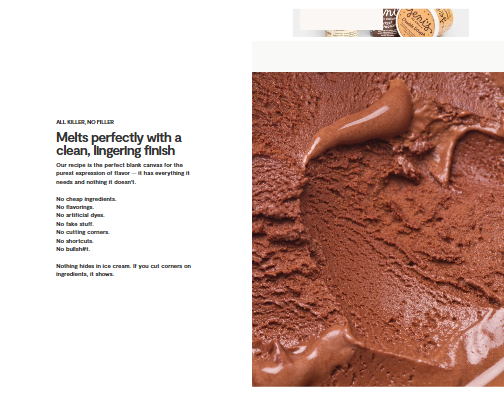 Jeni's
ALL KILLER, NO FILLER
Melts perfectly with a
clean, lingering finish
Our recipe is the perfect blank canvas for the
purest expression of flavor — it has everything it
needs and nothing it doesn't.
No cheap ingredients.
No flavorings.
No artificial dyes.
No fake stuff.
No cutting corners.
No shortcuts.
No bullsh#t.
Nothing hides in ice cream. If you cut corners on
ingredients, it shows.